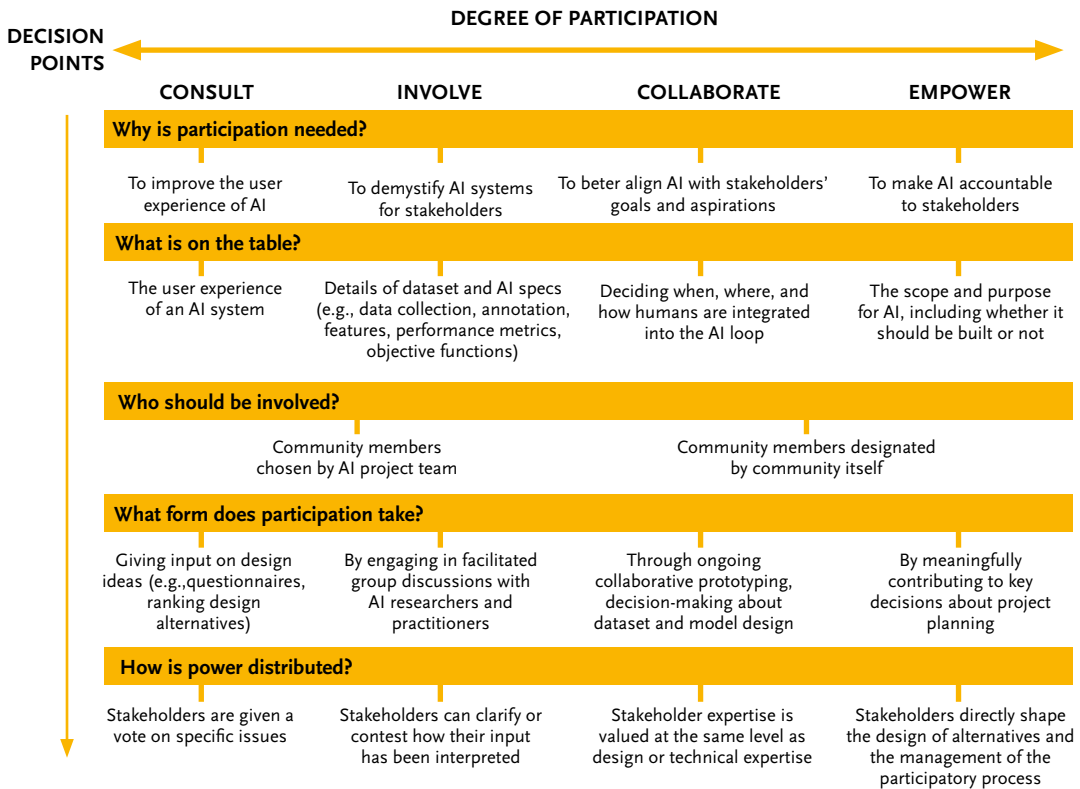 DEGREE OF PARTICIPATION
DECISION
POINTS
CONSULT
INVOLVE
COLLABORATE
EMPOWER
Why is participation needed?
To improve the user
experience of AI
To demystify AI systems
for stakeholders
To beter align AI with stakeholders’
goals and aspirations
To make AI accountable
to stakeholders
What is on the table?
The user experience
of an AI system
Details of dataset and AI specs
(e.g., data collection, annotation,
features, performance metrics,
objective functions)
Deciding when, where, and
how humans are integrated
into the AI loop
The scope and purpose
for AI, including whether it
should be built or not
Who should be involved?
Community members
chosen by AI project team
Community members designated
by community itself
What form does participation take?
Giving input on design
ideas (e.g.,questionnaires,
ranking design
alternatives)
By engaging in facilitated
group discussions with
AI researchers and
practitioners
Through ongoing
collaborative prototyping,
decision-making about
dataset and model design
By meaningfully
contributing to key
decisions about project
planning
How is power distributed?
Stakeholders are given a
vote on specific issues
Stakeholders can clarify or
contest how their input
has been interpreted
Stakeholder expertise is
valued at the same level as
design or technical expertise
Stakeholders directly shape
the design of alternatives and
the management of the
participatory process